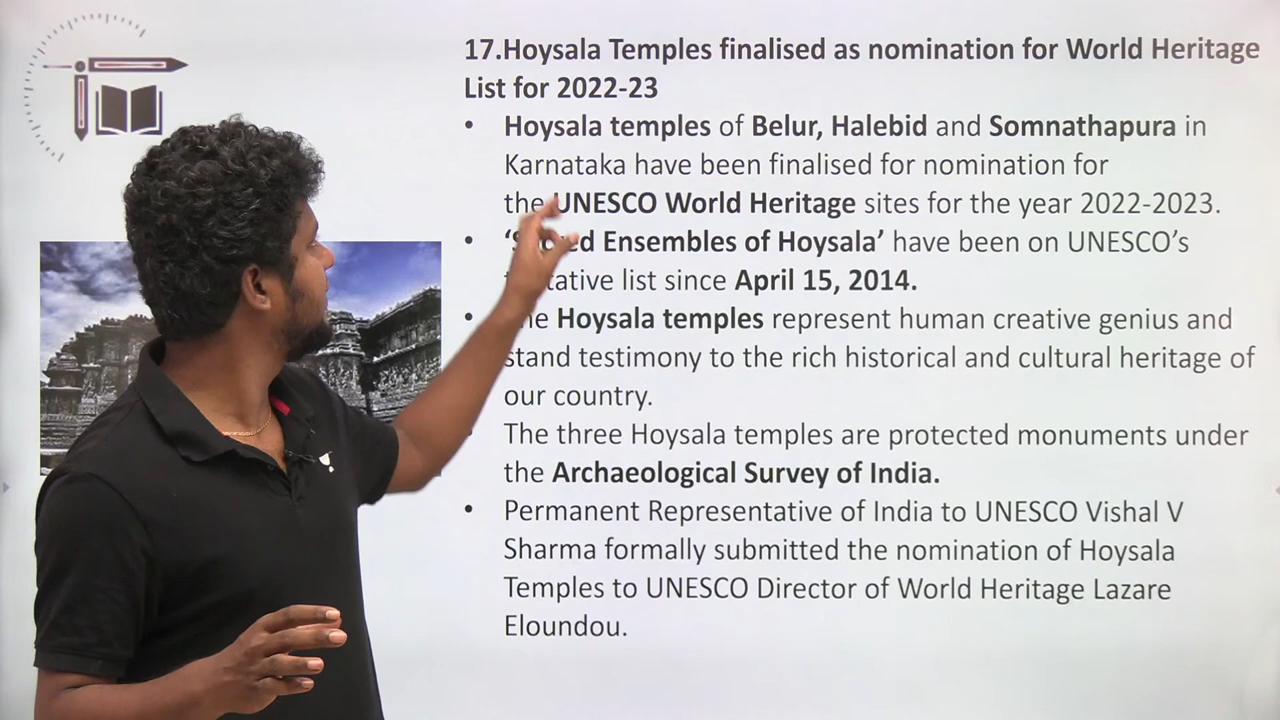 17.Hoysala Temples finalised as nomination for World Heritage
List for 2022-23
• Hoysala temples of Belur, Halebid and Somnathapura in
Karnataka have been finalised for nomination for
the UNESCO World Heritage sites for the year 2022-2023.
• Ensembles of Hoysala’ have been on UNESCO’s
list since April 15, 2014.
• Hoysala temples represent human creative genius and
stand testimony to the rich historical and cultural heritage of
our country.
The three Hoysala temples are protected monuments under
the Archaeological Survey of India.
• Permanent Representative of India to UNESCO Vishal V
Sharma formally submitted the nomination of Hoysala
Temples to UNESCO Director of World Heritage Lazare
Eloundou.